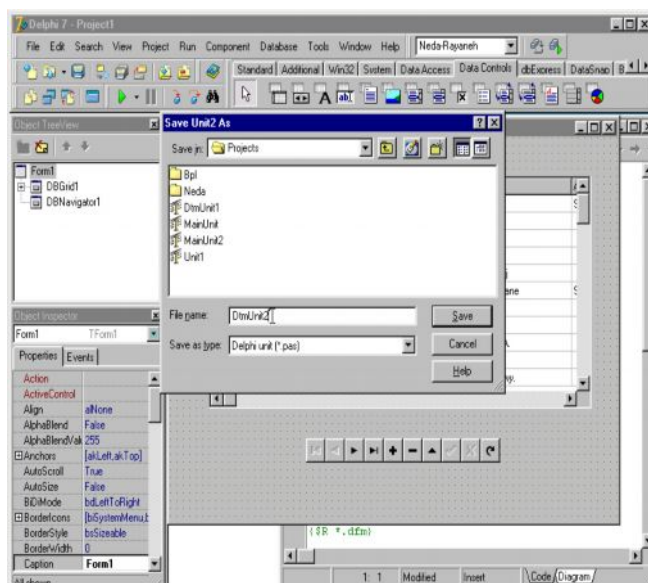 Delphi 7 - Project1
File Edit Search View Project Run Component Database Tools Window Help
Neda-Rayaneh
Standard Additional Win32 System Data Access Data Controls dbExpress DataSnap B
Object TreeView
Form1
DBGrid1
DBNavigator1
Save Unit2 As
Save in: Projects
Bpl
Neda
DtmUnit1
MainUnit
MainUnit2
Unit1
File name: DtmUnit2
Save
Save as type: Delphi unit (*.pas)
Cancel
Help
Object Inspector
Form1 TForm1
Properties Events
Action
ActiveControl
Align alNone
AlphaBlend False
AlphaBlendVal 255
Anchors [akLeft,akTop]
AutoScroll True
AutoSize False
BiDiMode bdLeftToRight
BorderIcons [biSystemMenu,b
BorderStyle bsSizeable
BorderWidth 0
Caption Form1
All shown
{$R *.dfm}
1: 1 Modified Insert Code Diagram